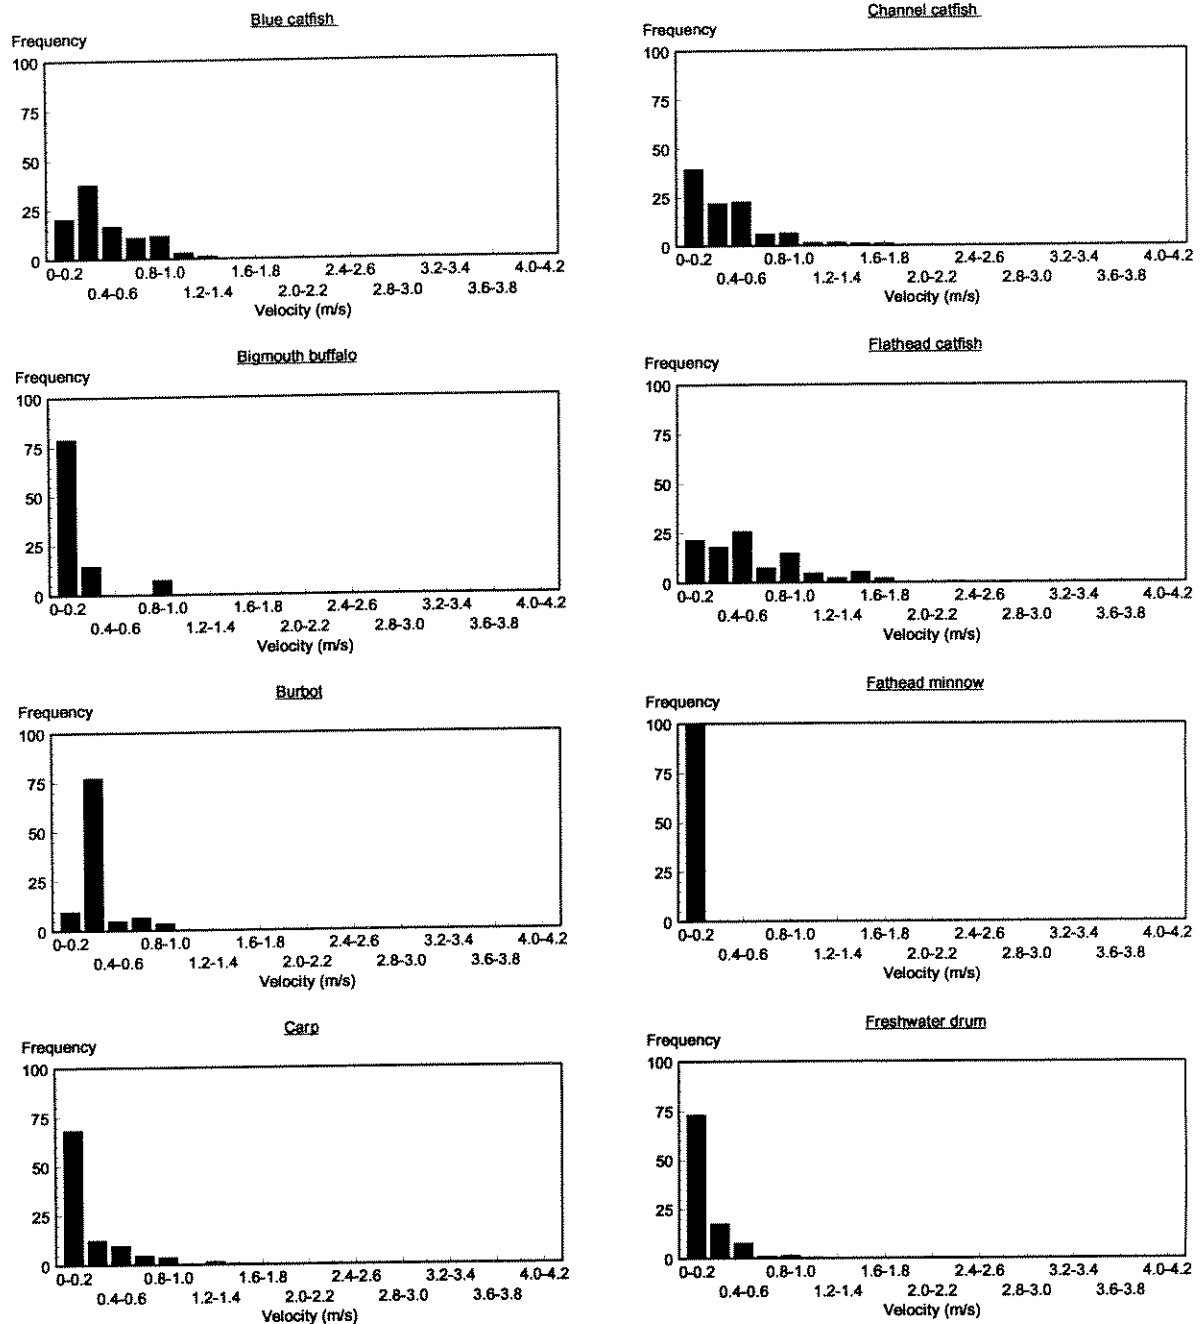 Blue catfish
Frequency
100
75
50
25
0
0-0.2 0.8-1.0 1.6-1.8 2.4-2.6 3.2-3.4 4.0-4.2
0.4-0.6 1.2-1.4 2.0-2.2 2.8-3.0 3.6-3.8
Velocity (m/s)
Channel catfish
Frequency
100
75
50
25
0
0-0.2 0.8-1.0 1.6-1.8 2.4-2.6 3.2-3.4 4.0-4.2
0.4-0.6 1.2-1.4 2.0-2.2 2.8-3.0 3.6-3.8
Velocity (m/s)
Bigmouth buffalo
Frequency
100
75
50
25
0
0-0.2 0.8-1.0 1.6-1.8 2.4-2.6 3.2-3.4 4.0-4.2
0.4-0.6 1.2-1.4 2.0-2.2 2.8-3.0 3.6-3.8
Velocity (m/s)
Flathead catfish
Frequency
100
75
50
25
0
0-0.2 0.8-1.0 1.6-1.8 2.4-2.6 3.2-3.4 4.0-4.2
0.4-0.6 1.2-1.4 2.0-2.2 2.8-3.0 3.6-3.8
Velocity (m/s)
Burbot
Frequency
100
75
50
25
0
0-0.2 0.8-1.0 1.6-1.8 2.4-2.6 3.2-3.4 4.0-4.2
0.4-0.6 1.2-1.4 2.0-2.2 2.8-3.0 3.6-3.8
Velocity (m/s)
Fathead minnow
Frequency
100
75
50
25
0
0-0.2 0.8-1.0 1.6-1.8 2.4-2.6 3.2-3.4 4.0-4.2
0.4-0.6 1.2-1.4 2.0-2.2 2.8-3.0 3.6-3.8
Velocity (m/s)
Carp
Frequency
100
75
50
25
0
0-0.2 0.8-1.0 1.6-1.8 2.4-2.6 3.2-3.4 4.0-4.2
0.4-0.6 1.2-1.4 2.0-2.2 2.8-3.0 3.6-3.8
Velocity (m/s)
Freshwater drum
Frequency
100
75
50
25
0
0-0.2 0.8-1.0 1.6-1.8 2.4-2.6 3.2-3.4 4.0-4.2
0.4-0.6 1.2-1.4 2.0-2.2 2.8-3.0 3.6-3.8
Velocity (m/s)